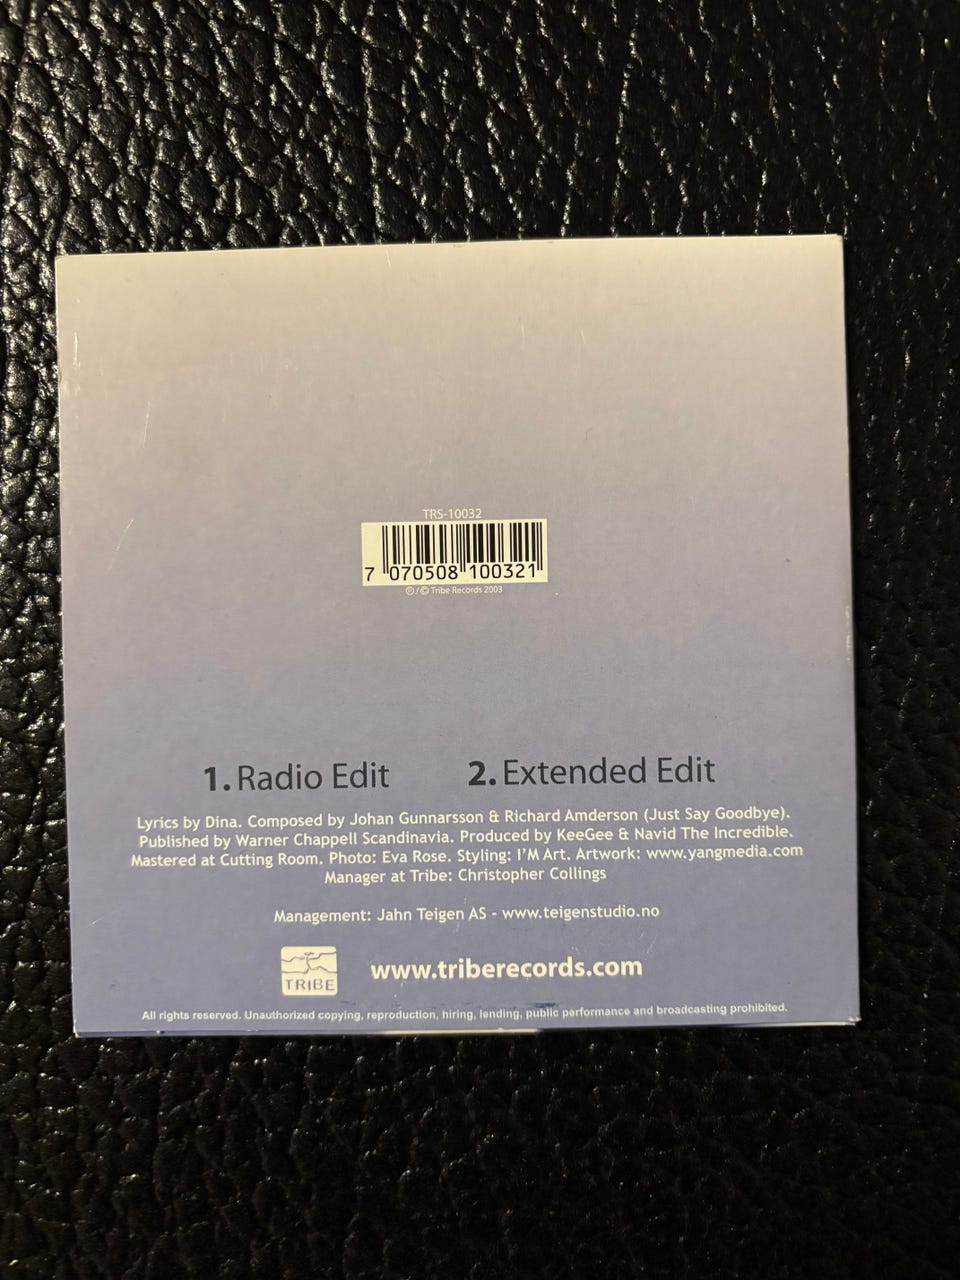 TRS-10032
7 070508 100321
℗/© Tribe Records 2003
1. Radio Edit 2. Extended Edit
Lyrics by Dina. Composed by Johan Gunnarsson & Richard Amderson (Just Say Goodbye).
Published by Warner Chappell Scandinavia. Produced by KeeGee & Navid The Incredible.
Mastered at Cutting Room. Photo: Eva Rose. Styling: I'M Art. Artwork: www.yangmedia.com
Manager at Tribe: Christopher Collings
Management: Jahn Teigen AS - www.teigenstudio.no
TRIBE
www.triberecords.com
All rights reserved. Unauthorized copying, reproduction, hiring, lending, public performance and broadcasting prohibited.